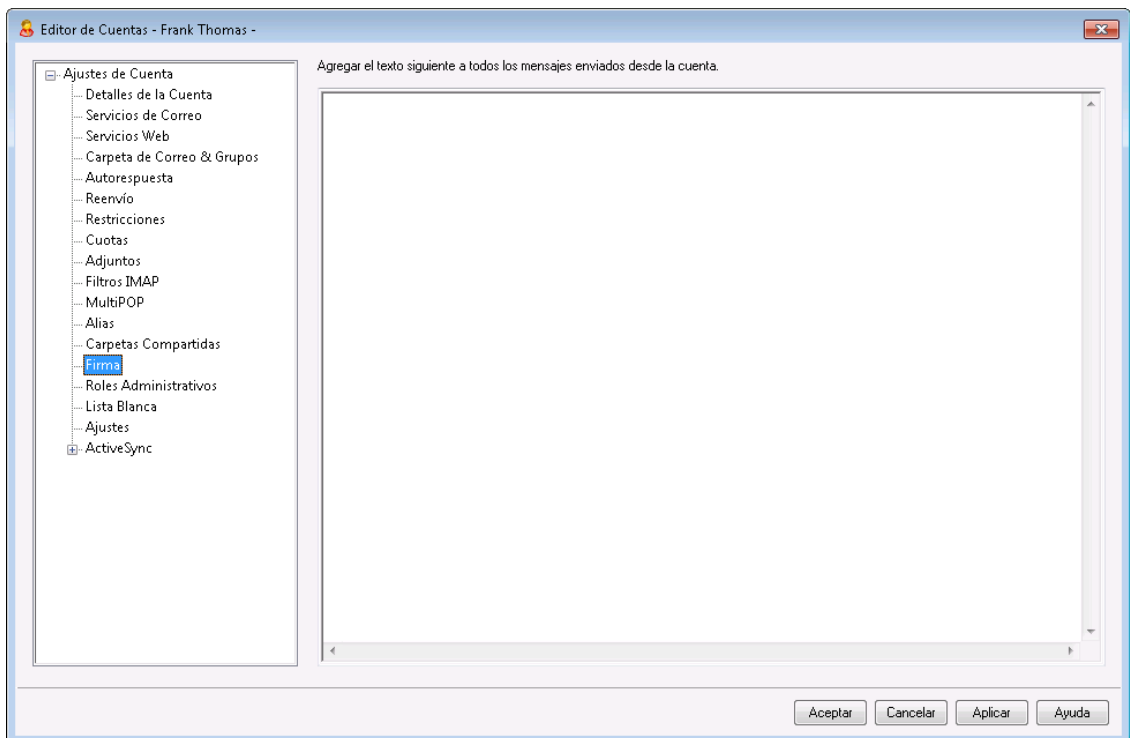 Editor de Cuentas - Frank Thomas -
Ajustes de Cuenta
Detalles de la Cuenta
Servicios de Correo
Servicios Web
Carpeta de Correo & Grupos
Autorespuesta
Reenvío
Restricciones
Cuotas
Adjuntos
Filtros IMAP
MultiPOP
Alias
Carpetas Compartidas
Firma
Roles Administrativos
Lista Blanca
Ajustes
ActiveSync
Agregar el texto siguiente a todos los mensajes enviados desde la cuenta.
Aceptar Cancelar Aplicar Ayuda